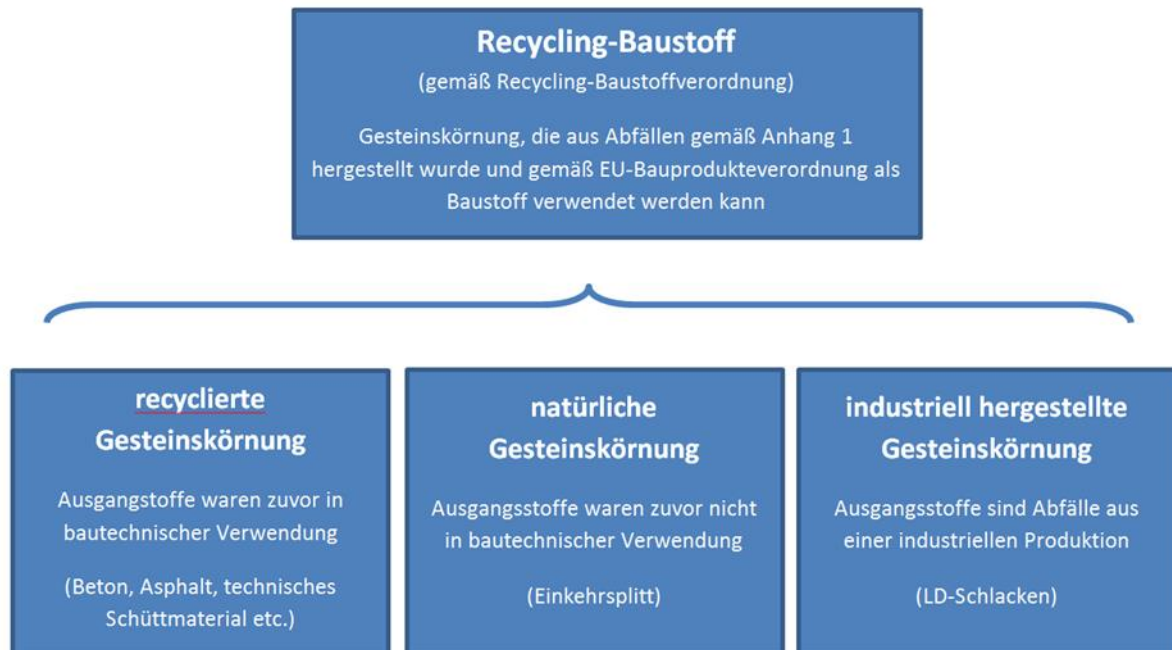 Recycling-Baustoff
(gemäß Recycling-Baustoffverordnung)
Gesteinskörnung, die aus Abfällen gemäß Anhang 1
hergestellt wurde und gemäß EU-Bauprodukteverordnung als
Baustoff verwendet werden kann
recyclierte
Gesteinskörnung
Ausgangstoffe waren zuvor in
bautechnischer Verwendung
(Beton, Asphalt, technisches
Schüttmaterial etc.)
natürliche
Gesteinskörnung
Ausgangsstoffe waren zuvor nicht
in bautechnischer Verwendung
(Einkehrsplitt)
industriell hergestellte
Gesteinskörnung
Ausgangsstoffe sind Abfälle aus
einer industriellen Produktion
(LD-Schlacken)